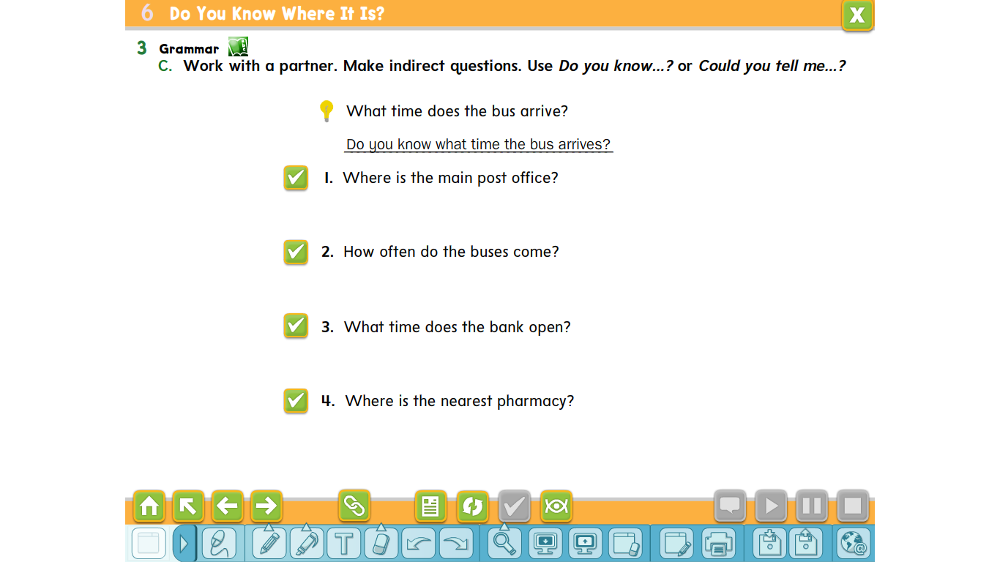 6 Do You Know Where It Is?
X
3 Grammar
C. Work with a partner. Make indirect questions. Use Do you know...? or Could you tell me...?
What time does the bus arrive?
Do you know what time the bus arrives?
1. Where is the main post office?
2. How often do the buses come?
3. What time does the bank open?
4. Where is the nearest pharmacy?
T
@